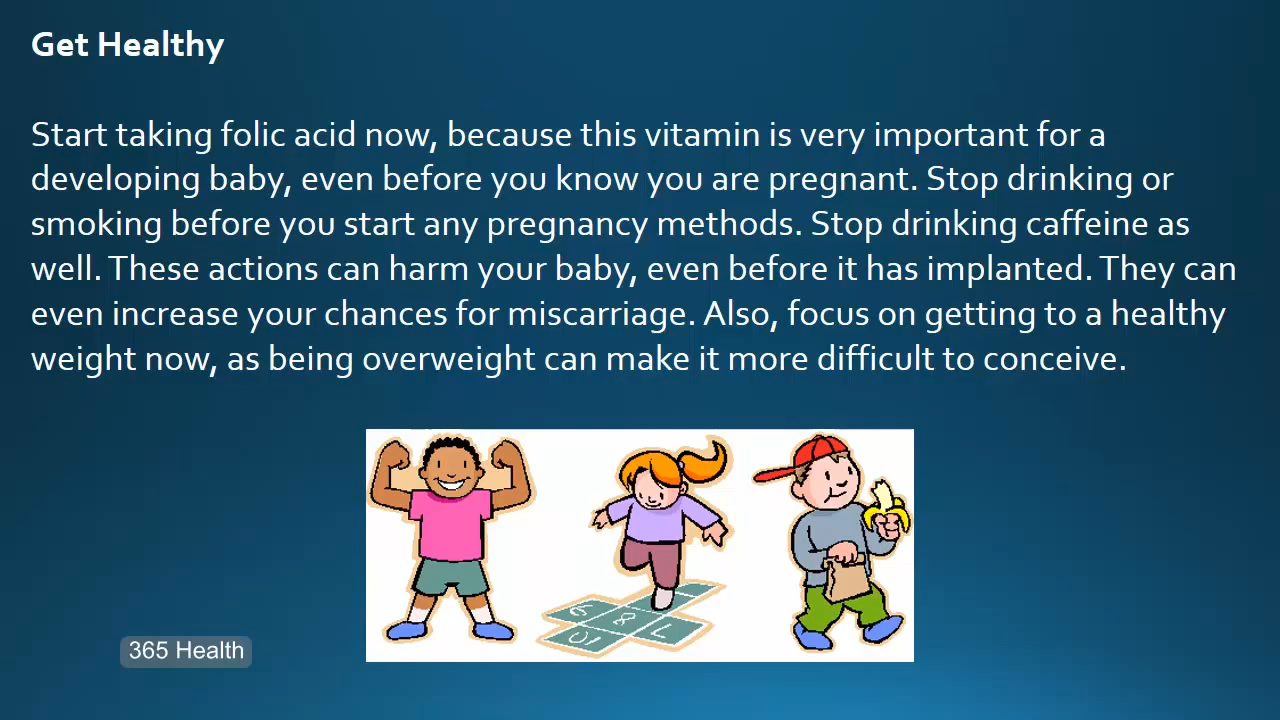 Get Healthy
Start taking folic acid now, because this vitamin is very important for a
developing baby, even before you know you are pregnant. Stop drinking or
smoking before you start any pregnancy methods. Stop drinking caffeine as
well. These actions can harm your baby, even before it has implanted. They can
even increase your chances for miscarriage. Also, focus on getting to a healthy
weight now, as being overweight can make it more difficult to conceive.
365 Health